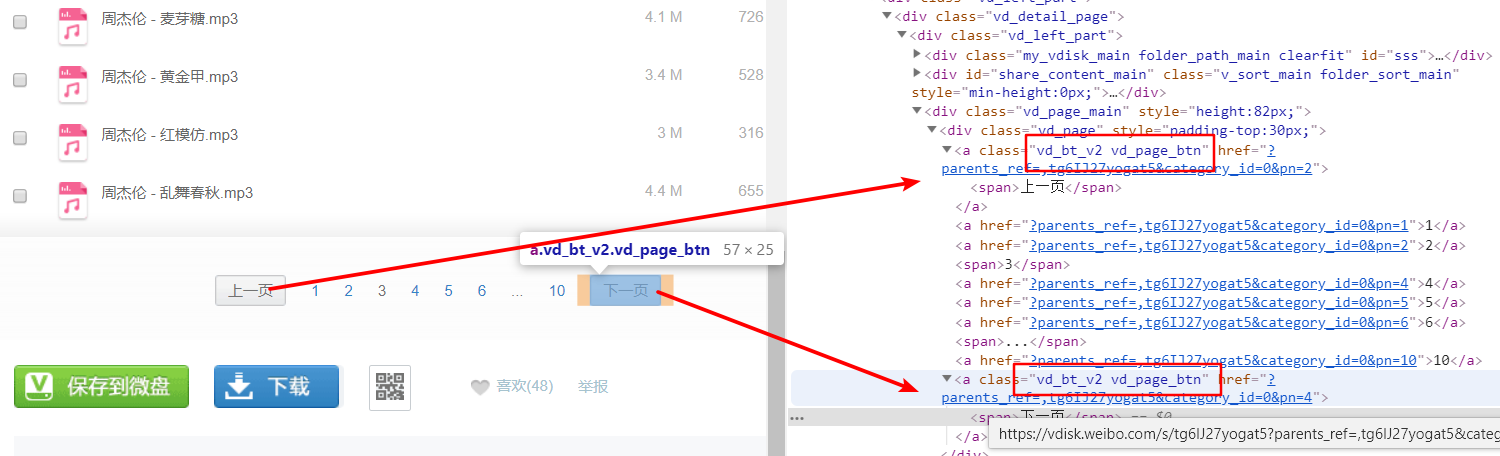 周杰伦 - 麦芽糖.mp3 4.1 M 726
周杰伦 - 黄金甲.mp3 3.4 M 528
周杰伦 - 红模仿.mp3 3 M 316
周杰伦 - 乱舞春秋.mp3 4.4 M 655
a.vd_bt_v2.vd_page_btn 57 × 25
上一页 1 2 3 4 5 6 ... 10 下一页
保存到微盘 下载 喜欢(48) 举报
<div class="vd_detail_page">
<div class="vd_left_part">
<div class="my_vdisk_main folder_path_main clearfit" id="sss">…</div>
<div id="share_content_main" class="v_sort_main folder_sort_main"
style="min-height:0px;">…</div>
<div class="vd_page_main" style="height:82px;">
<div class="vd_page" style="padding-top:30px;">
<a class="vd_bt_v2 vd_page_btn" href="?
parents_ref=,tg6IJ27yogat5&category_id=0&pn=2">
<span>上一页</span>
</a>
<a href="?parents_ref=,tg6IJ27yogat5&category_id=0&pn=1">1</a>
<a href="?parents_ref=,tg6IJ27yogat5&category_id=0&pn=2">2</a>
<span>3</span>
<a href="?parents_ref=,tg6IJ27yogat5&category_id=0&pn=4">4</a>
<a href="?parents_ref=,tg6IJ27yogat5&category_id=0&pn=5">5</a>
<a href="?parents_ref=,tg6IJ27yogat5&category_id=0&pn=6">6</a>
<span>...</span>
<a href="?parents_ref=,tg6IJ27yogat5&category_id=0&pn=10">10</a>
<a class="vd_bt_v2 vd_page_btn" href="?
parents_ref=,tg6IJ27yogat5&category_id=0&pn=4">
<span>下一页</span> == $0
</a>
https://vdisk.weibo.com/s/tg6IJ27yogat5?parents_ref=,tg6IJ27yogat5&categ
</div>